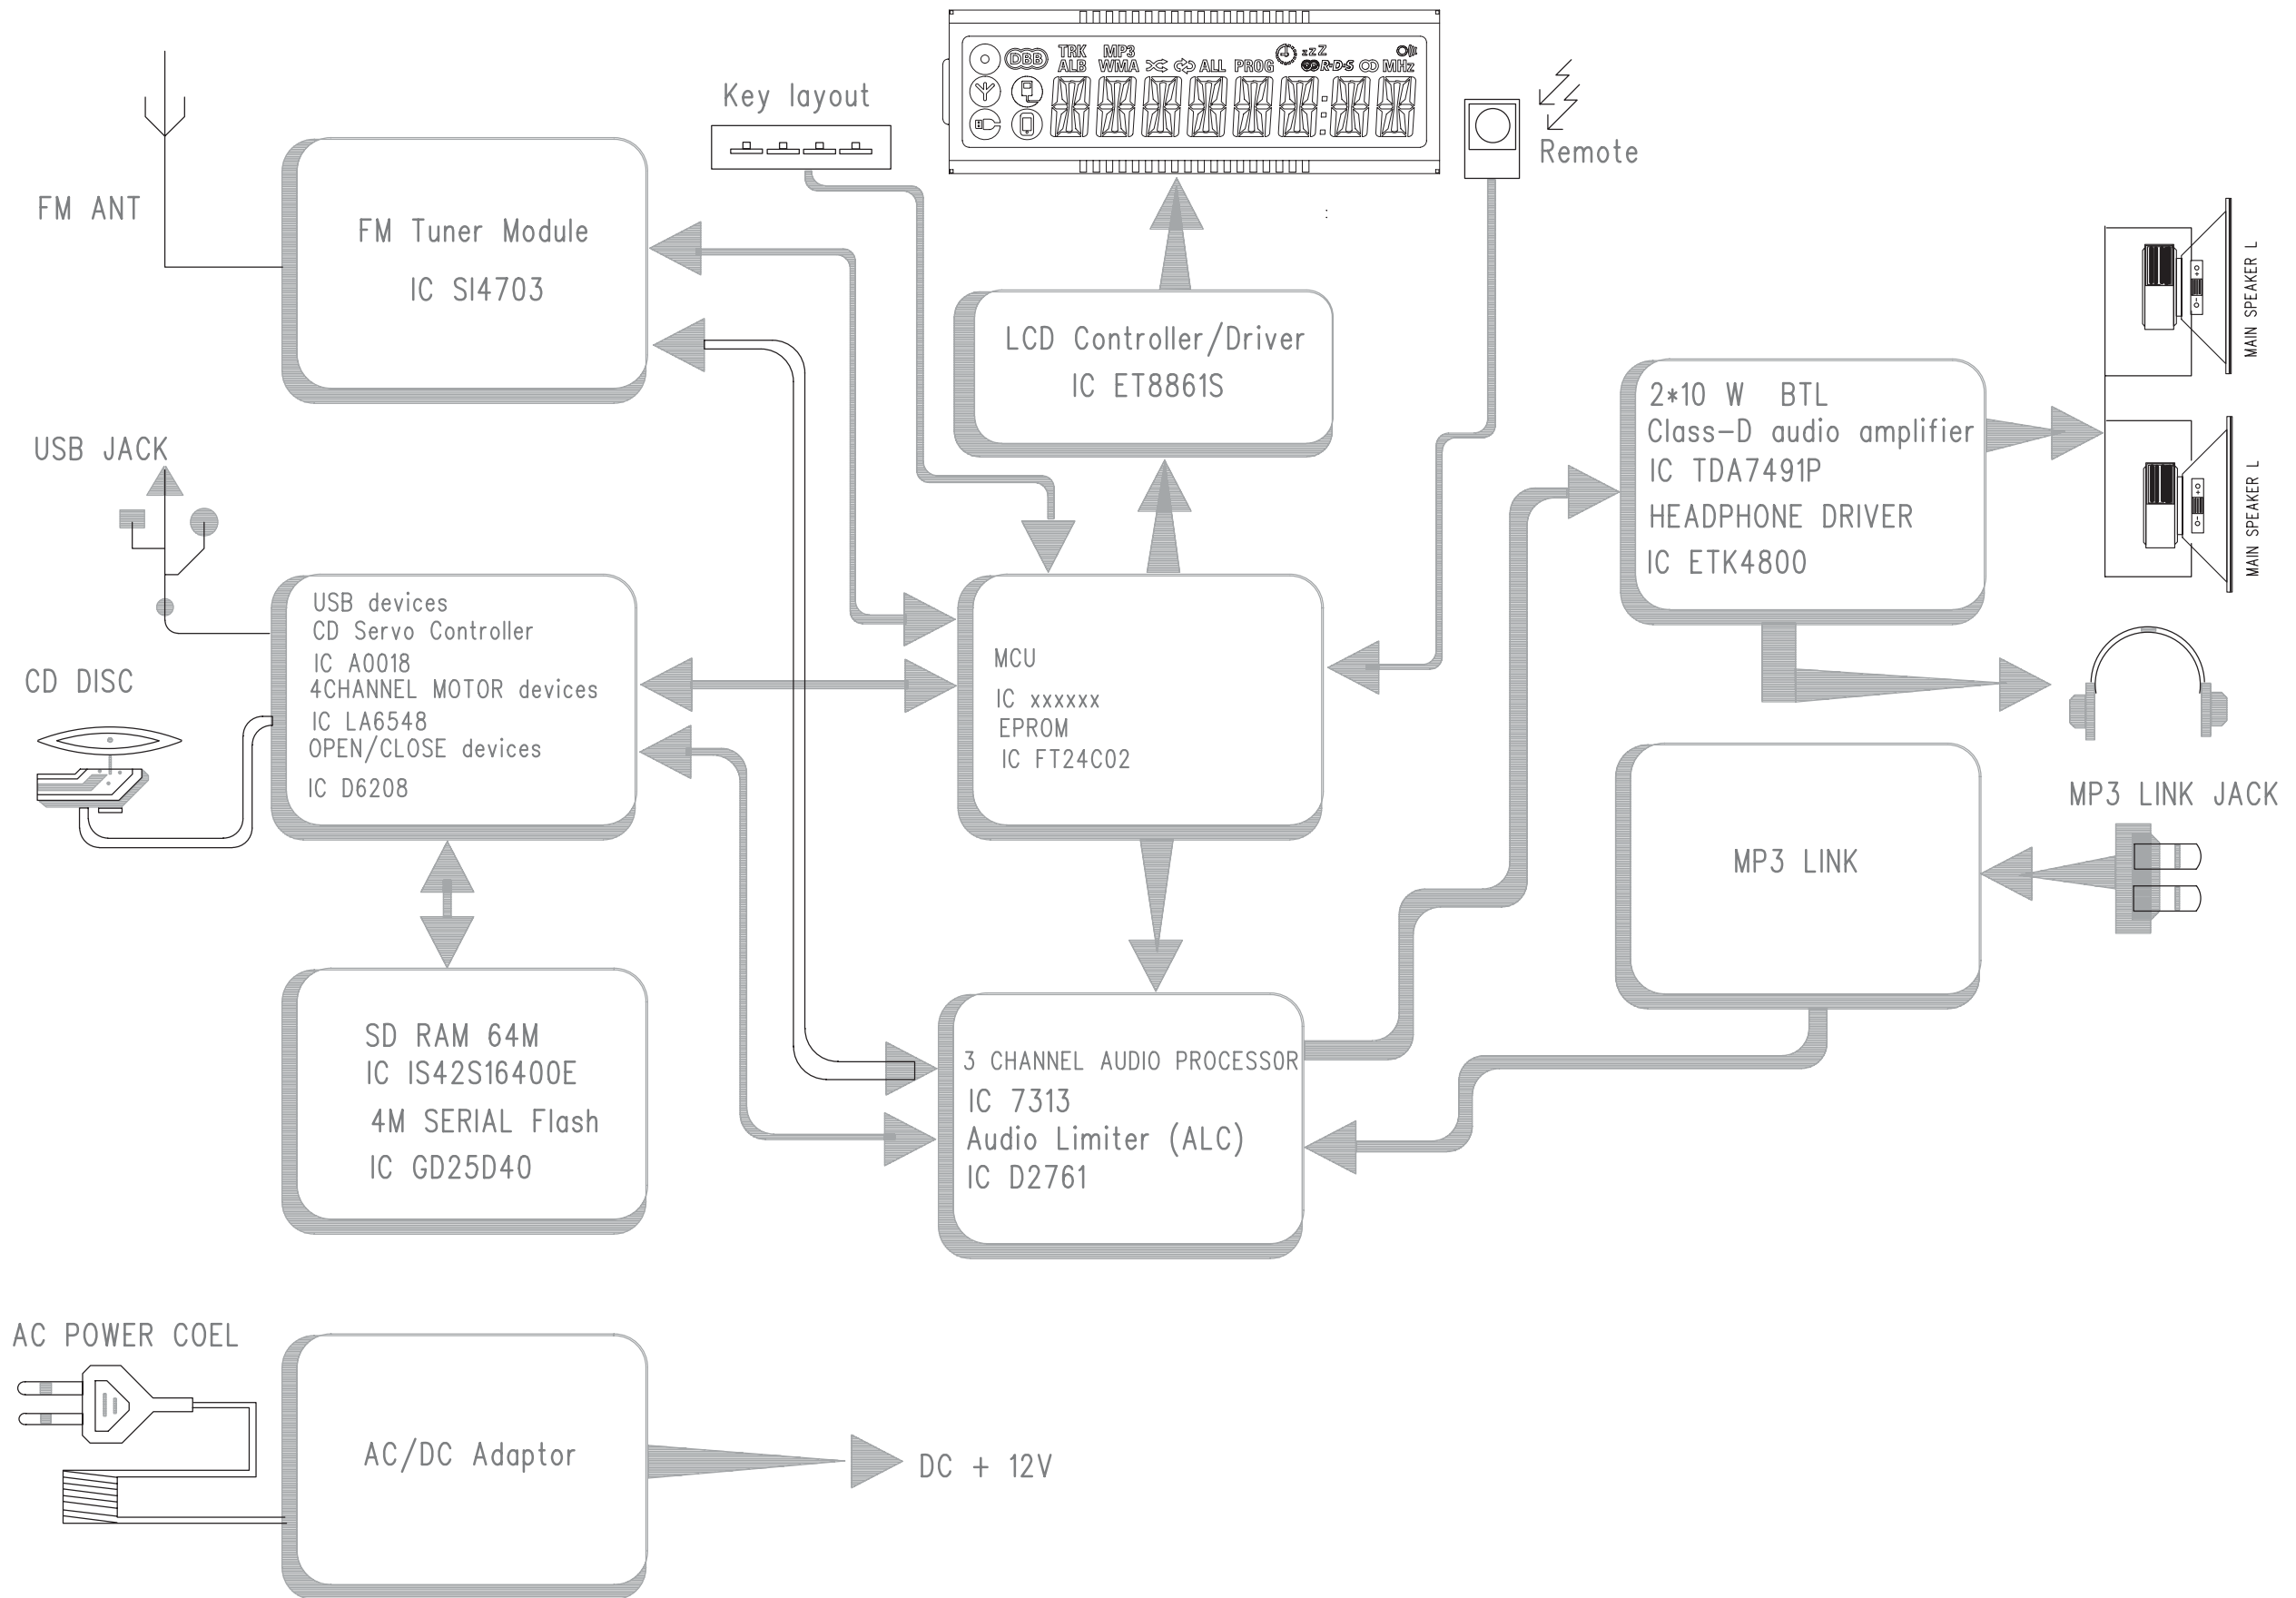 FM ANT
FM Tuner Module
IC SI4703
Key layout
DBB
TRK
ALB
MP3
WMA
ALL
PROG
zzZ
R·D·S
MHz
Remote
:
LCD Controller/Driver
IC ET8861S
2*10 W BTL
Class-D audio amplifier
IC TDA7491P
HEADPHONE DRIVER
IC ETK4800
MAIN SPEAKER L
MAIN SPEAKER L
USB JACK
CD DISC
USB devices
CD Servo Controller
IC A0018
4CHANNEL MOTOR devices
IC LA6548
OPEN/CLOSE devices
IC D6208
MCU
IC xxxxxx
EPROM
IC FT24C02
MP3 LINK JACK
MP3 LINK
SD RAM 64M
IC IS42S16400E
4M SERIAL Flash
IC GD25D40
3 CHANNEL AUDIO PROCESSOR
IC 7313
Audio Limiter (ALC)
IC D2761
AC POWER COEL
AC/DC Adaptor
DC + 12V